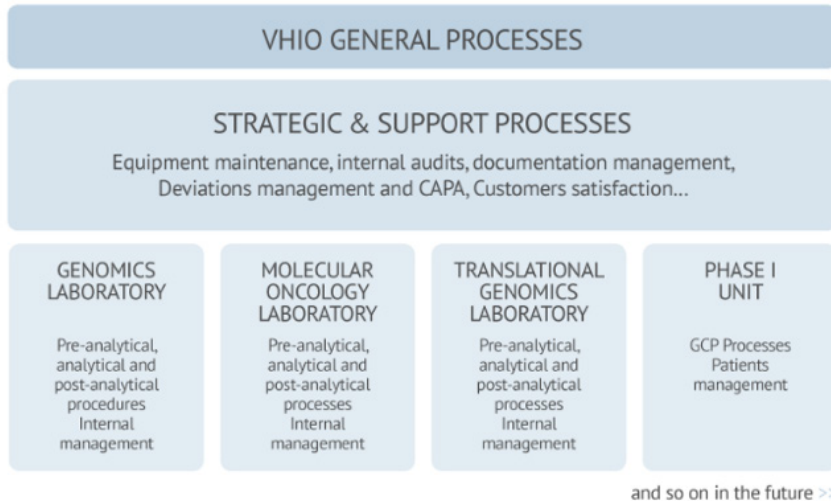 VHIO GENERAL PROCESSES
STRATEGIC & SUPPORT PROCESSES
Equipment maintenance, internal audits, documentation management,
Deviations management and CAPA, Customers satisfaction...
GENOMICS
LABORATORY
Pre-analytical,
analytical and
post-analytical
procedures
Internal
management
MOLECULAR
ONCOLOGY
LABORATORY
Pre-analytical,
analytical and
post-analytical
processes
Internal
management
TRANSLATIONAL
GENOMICS
LABORATORY
Pre-analytical,
analytical and
post-analytical
processes
Internal
management
PHASE I
UNIT
GCP Processes
Patients
management
and so on in the future >>